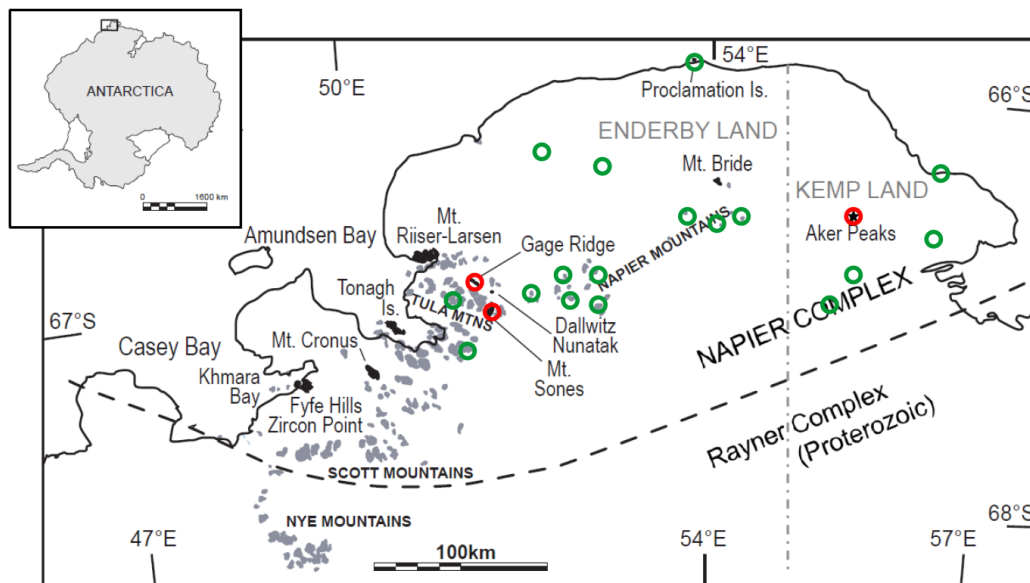 ANTARCTICA
0
1600 km
50°E
54°E
66°S
Proclamation Is.
ENDERBY LAND
Mt. Bride
KEMP LAND
Aker Peaks
Mt.
Riiser-Larsen
Amundsen Bay
Gage Ridge
NAPIER MOUNTAINS
Tonagh
Is.
TULA MTNS
67°S
Dallwitz
Nunatak
NAPIER COMPLEX
Mt. Cronus
Casey Bay
Mt.
Sones
Khmara
Bay
Fyfe Hills
Zircon Point
Rayner Complex
(Proterozoic)
SCOTT MOUNTAINS
NYE MOUNTAINS
68°S
100km
47°E
54°E
57°E